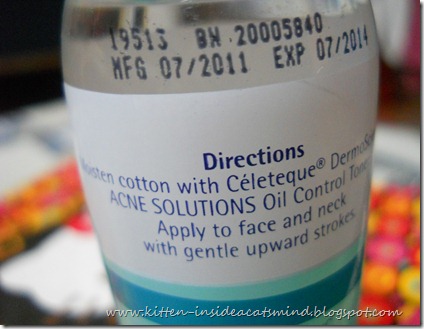 19513 BN 20005840
MFG 07/2011 EXP 07/2014
Directions
Moisten cotton with Céleteque® DermoSc
ACNE SOLUTIONS Oil Control Toner
Apply to face and neck
with gentle upward strokes.
www.kitten-insideacatsmind.blogspot.com